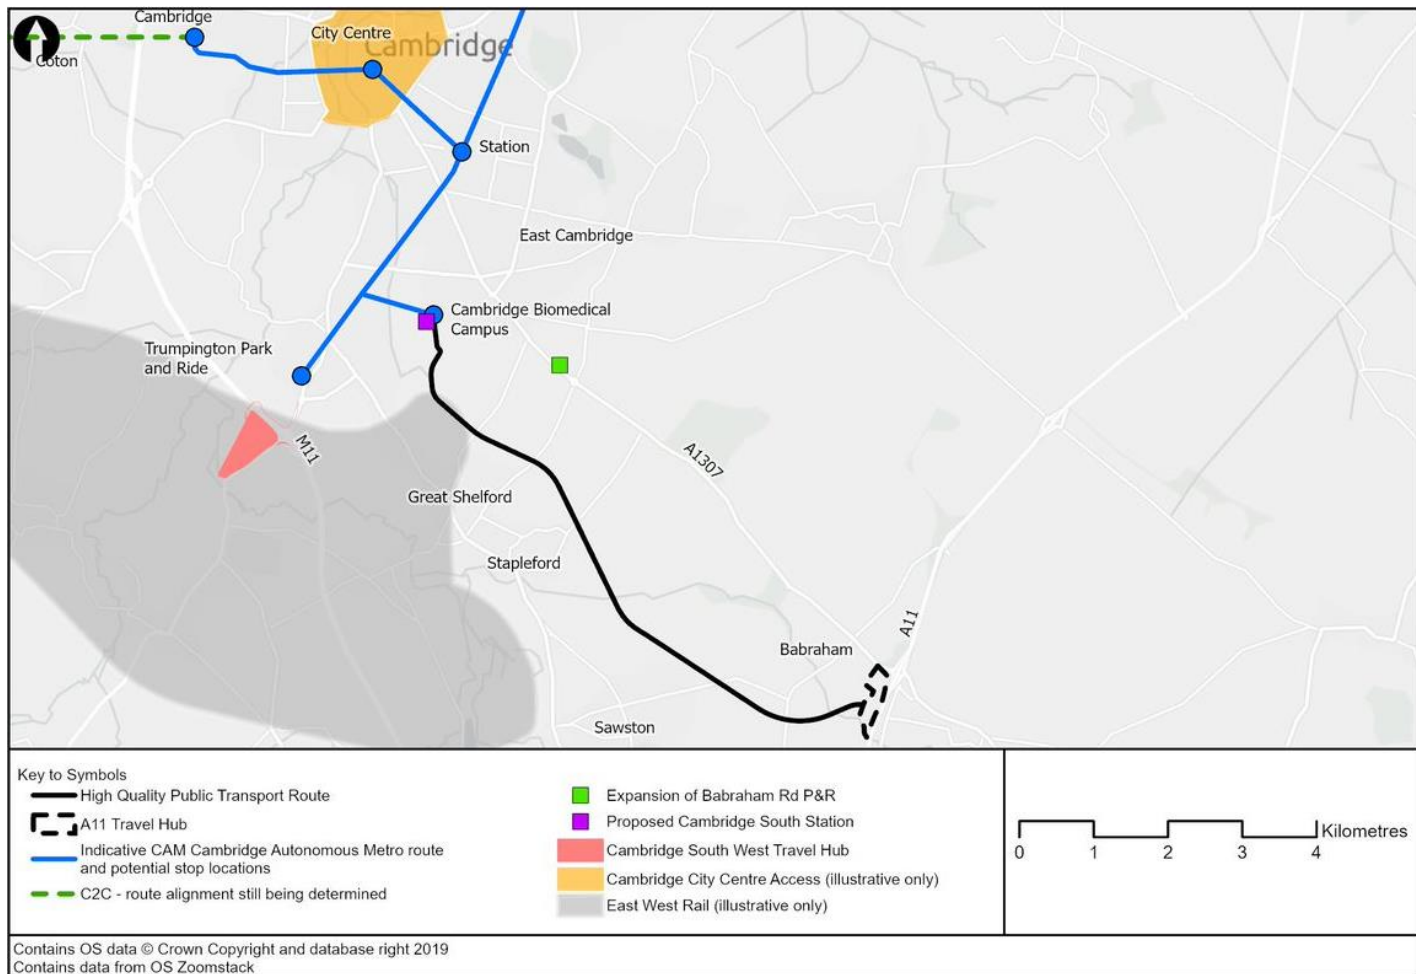 Cambridge
City Centre
Cambridge
Coton
Station
East Cambridge
Cambridge Biomedical
Campus
Trumpington Park
and Ride
M11
A1307
Great Shelford
Stapleford
A11
Babraham
Sawston
Key to Symbols
High Quality Public Transport Route
A11 Travel Hub
Indicative CAM Cambridge Autonomous Metro route
and potential stop locations
C2C - route alignment still being determined
Expansion of Babraham Rd P&R
Proposed Cambridge South Station
Cambridge South West Travel Hub
Cambridge City Centre Access (illustrative only)
East West Rail (illustrative only)
Kilometres
0 1 2 3 4
Contains OS data © Crown Copyright and database right 2019
Contains data from OS Zoomstack